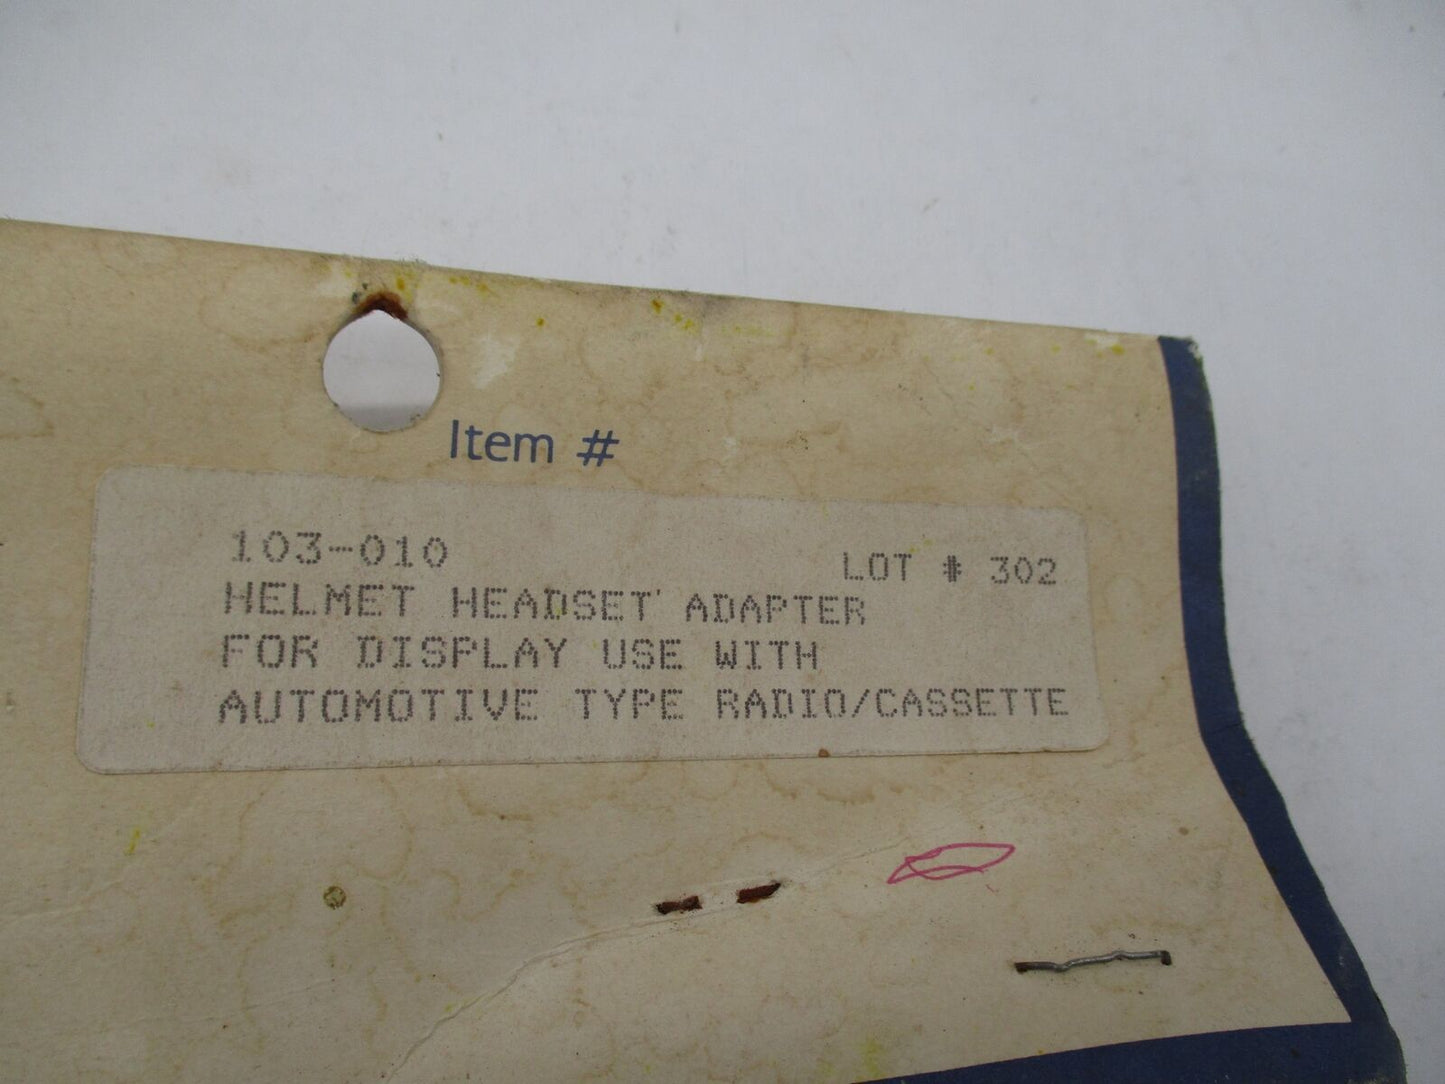 Item #
103-010
LOT # 302
HELMET HEADSET' ADAPTER
FOR DISPLAY USE WITH
AUTOMOTIVE TYPE RADIO/CASSETTE